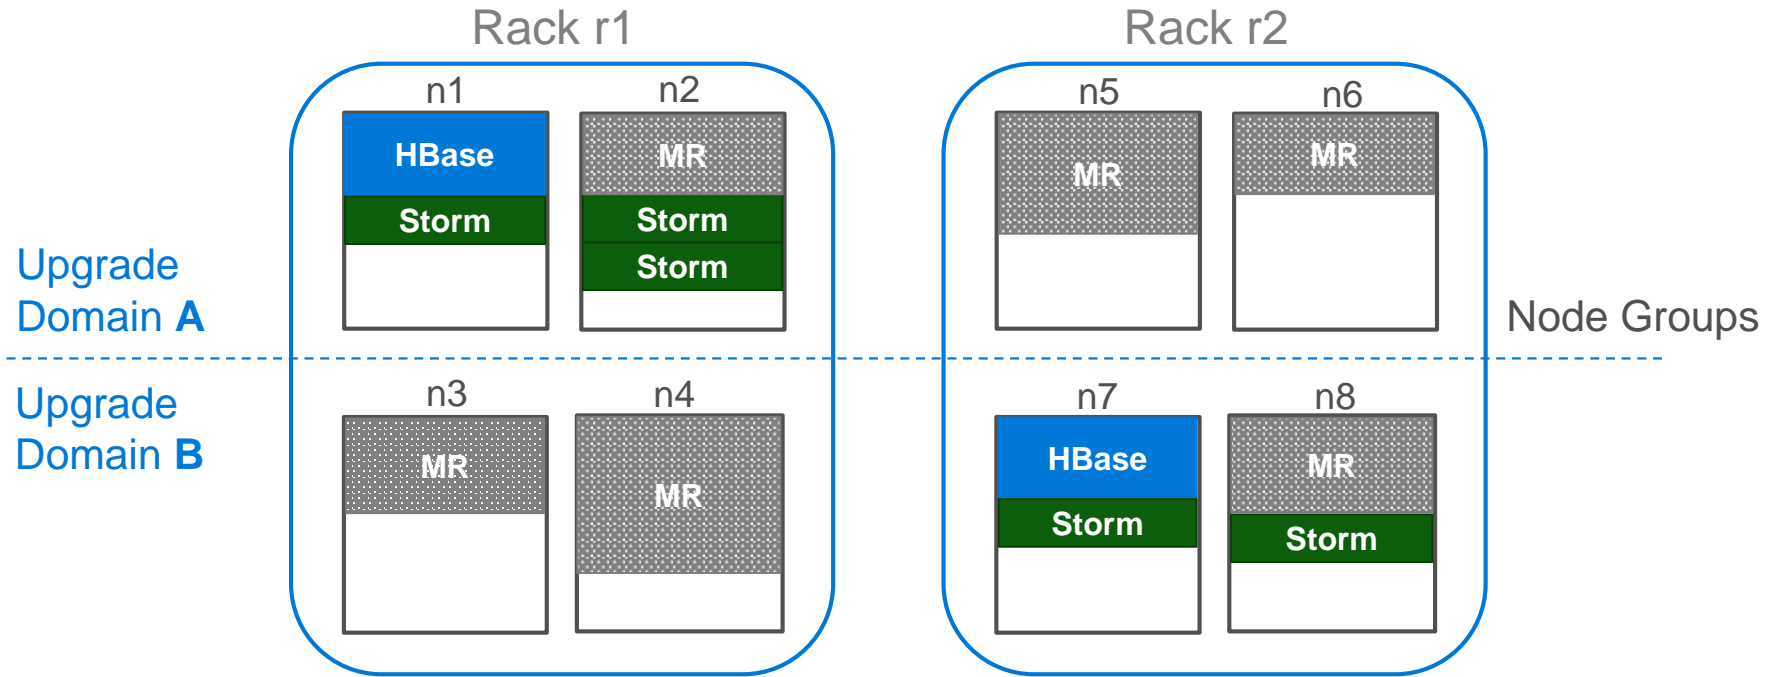 Rack r1
Rack r2
n1
n2
n5
n6
HBase
MR
MR
MR
Storm
Storm
Storm
Upgrade
Domain A
Node Groups
Upgrade
Domain B
n3
n4
n7
n8
MR
MR
HBase
MR
Storm
Storm